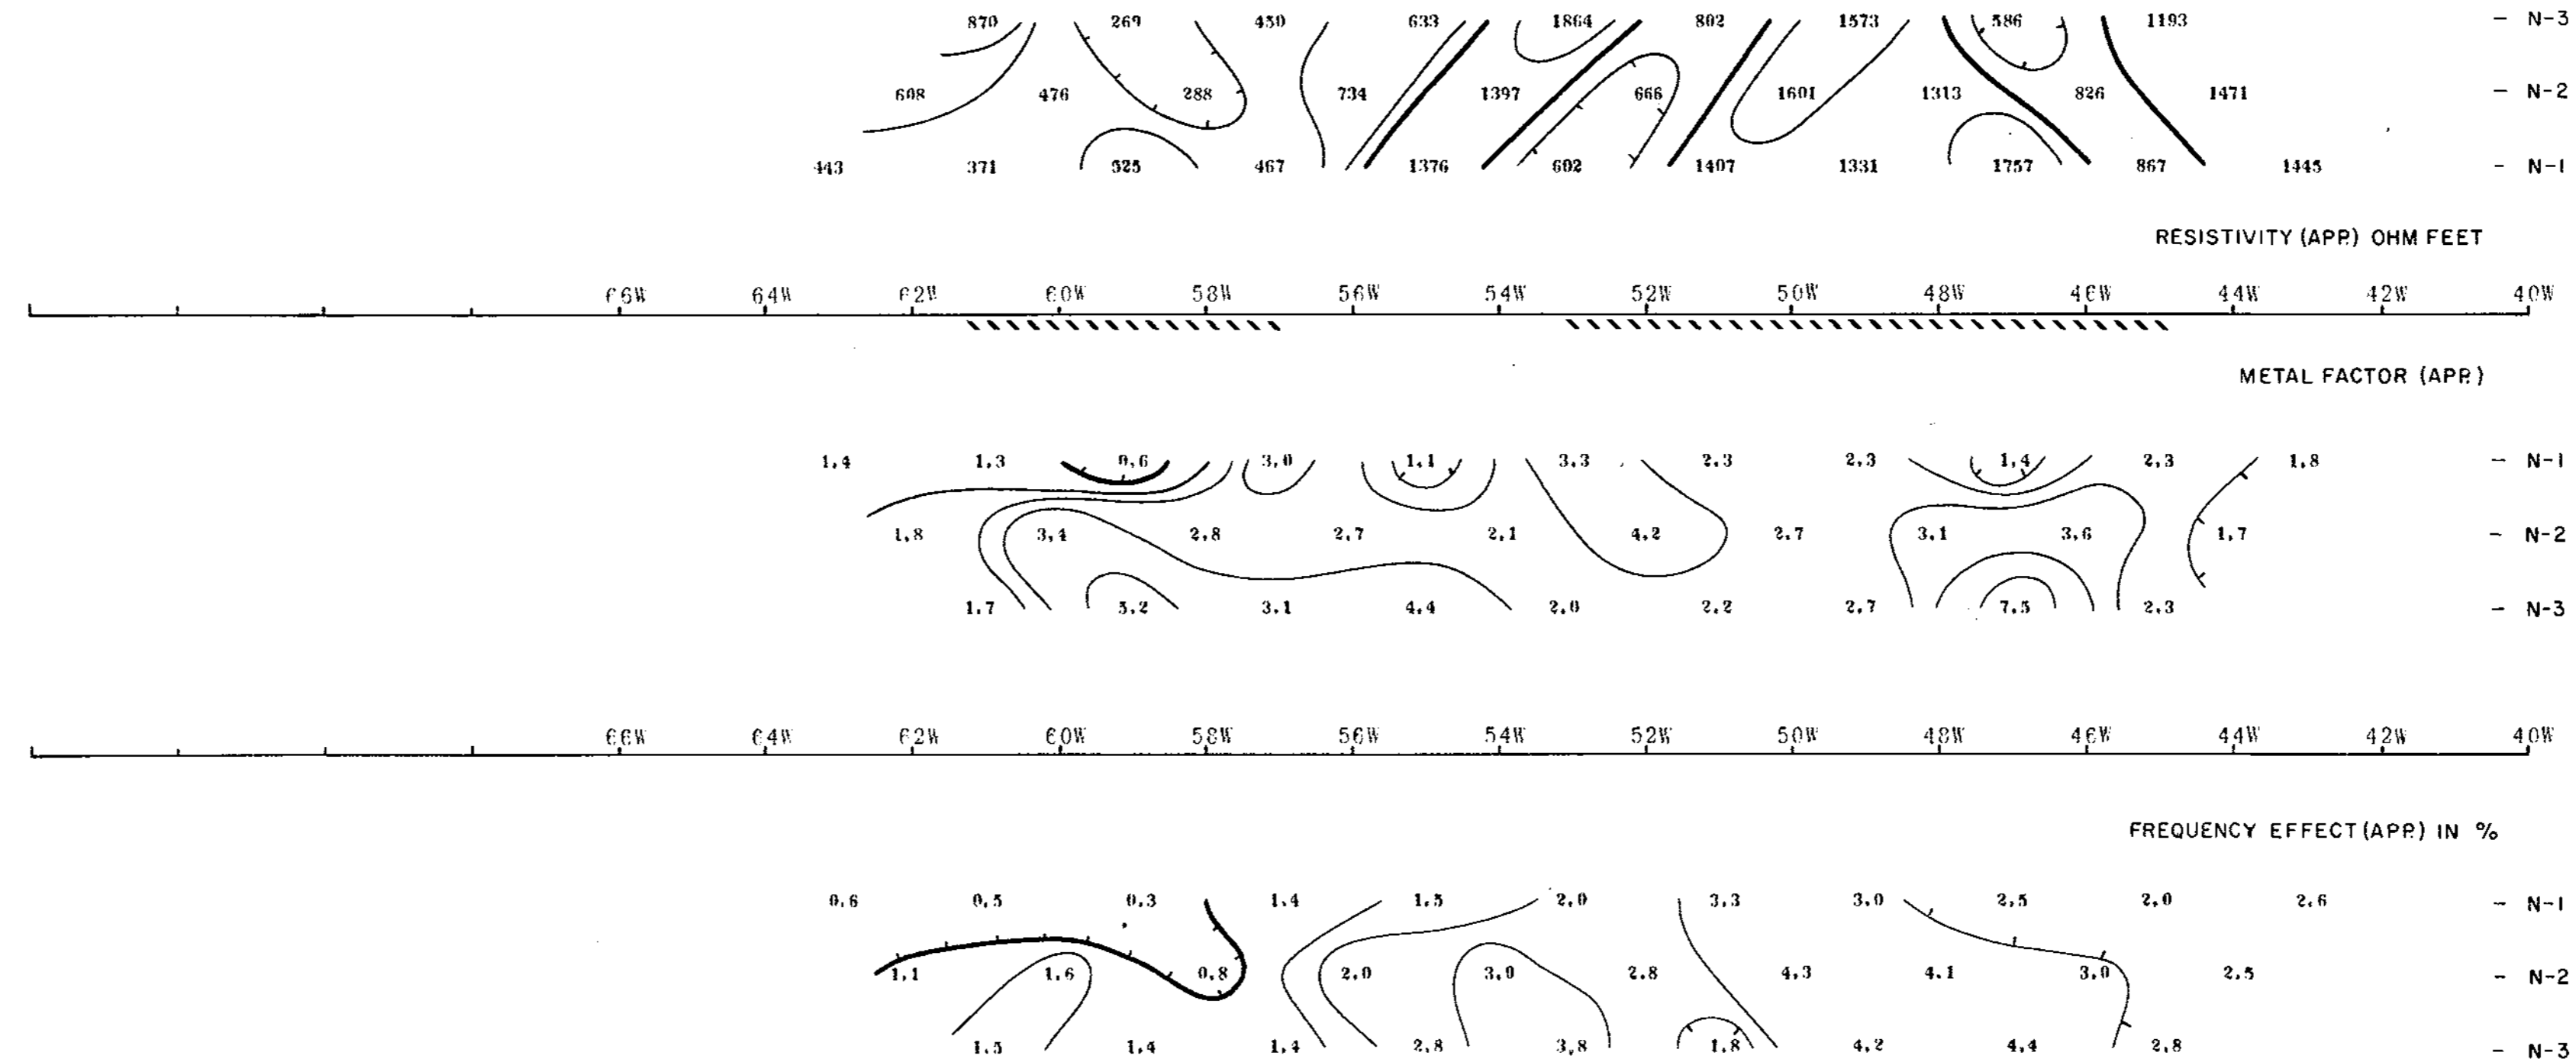 870 269 450 633 1864 802 1573 586 1193 - N-3
608 476 288 734 1397 666 1601 1313 826 1471 - N-2
443 371 525 467 1376 602 1407 1331 1757 867 1445 - N-1
RESISTIVITY (APP.) OHM FEET
66W 64W 62W 60W 58W 56W 54W 52W 50W 48W 46W 44W 42W 40W
METAL FACTOR (APP.)
1.4 1.3 0.6 3.0 1.1 3.3 2.3 2.3 1.4 2.3 1.8 - N-1
1.8 3.4 2.8 2.7 2.1 4.2 2.7 3.1 3.6 1.7 - N-2
1.7 5.2 3.1 4.4 2.0 2.2 2.7 7.5 2.3 - N-3
66W 64W 62W 60W 58W 56W 54W 52W 50W 48W 46W 44W 42W 40W
FREQUENCY EFFECT (APP.) IN %
0.6 0.5 0.3 1.4 1.5 2.0 3.3 3.0 2.5 2.0 2.6 - N-1
1.1 1.6 0.8 2.0 3.0 2.8 4.3 4.1 3.0 2.5 - N-2
1.5 1.4 1.4 2.8 3.8 1.8 4.2 4.4 2.8 - N-3